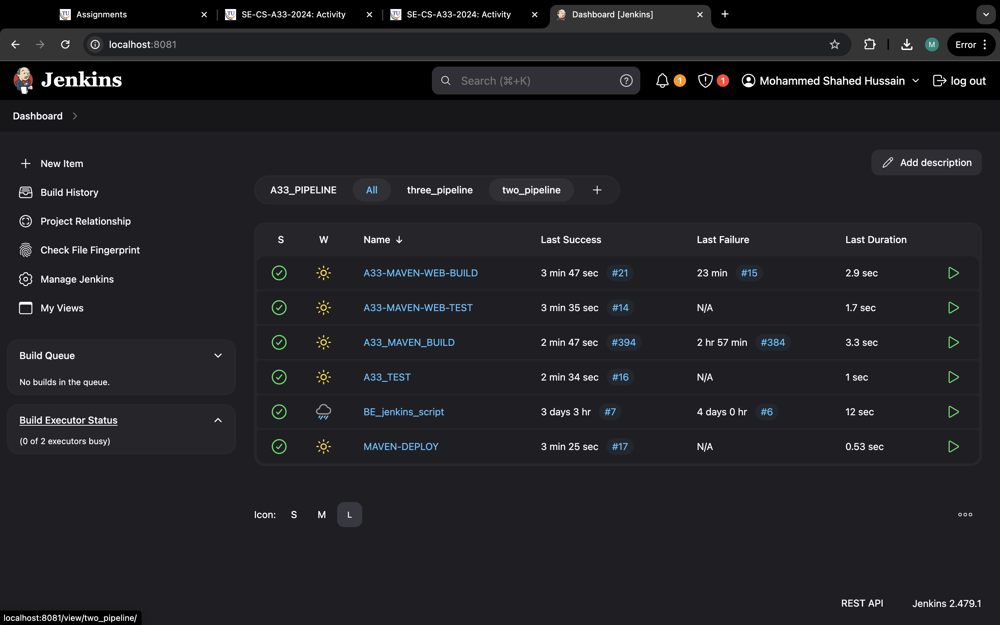 Assignments
SE-CS-A33-2024: Activity
SE-CS-A33-2024: Activity
Dashboard [Jenkins]
localhost:8081
M
Error
Jenkins
Search (⌘+K)
1
1
Mohammed Shahed Hussain
log out
Dashboard
New Item
Build History
Project Relationship
Check File Fingerprint
Manage Jenkins
My Views
Build Queue
No builds in the queue.
Build Executor Status
(0 of 2 executors busy)
Add description
A33_PIPELINE All three_pipeline two_pipeline +
S W Name ↓ Last Success Last Failure Last Duration
A33-MAVEN-WEB-BUILD 3 min 47 sec #21 23 min #15 2.9 sec
A33-MAVEN-WEB-TEST 3 min 35 sec #14 N/A 1.7 sec
A33_MAVEN_BUILD 2 min 47 sec #394 2 hr 57 min #384 3.3 sec
A33_TEST 2 min 34 sec #16 N/A 1 sec
BE_jenkins_script 3 days 3 hr #7 4 days 0 hr #6 12 sec
MAVEN-DEPLOY 3 min 25 sec #17 N/A 0.53 sec
Icon: S M L
REST API Jenkins 2.479.1
localhost:8081/view/two_pipeline/